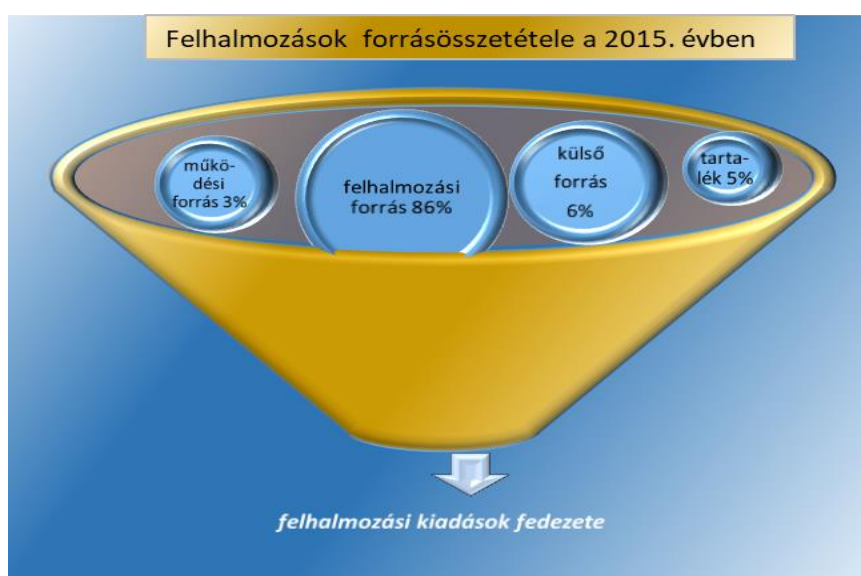 Felhalmozások forrásösszetétele a 2015. évben
műkö-
dési
forrás 3%
felhalmozási
forrás 86%
külső
forrás
6%
tarta-
lék 5%
felhalmozási kiadások fedezete